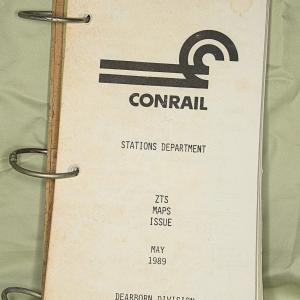 CONRAIL
STATIONS DEPARTMENT
ZTS
MAPS
ISSUE
MAY
1989
DEARBORN DIVISION